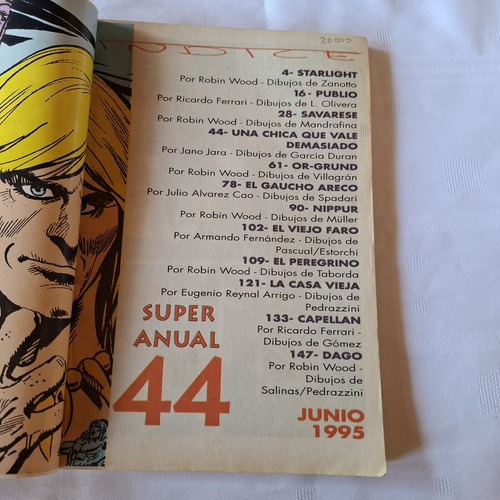 INDICE
20000
4- STARLIGHT
Por Robin Wood - Dibujos de Zanotto
16- PUBLIO
Por Ricardo Ferrari - Dibujos de L. Olivera
28- SAVARESE
Por Robin Wood - Dibujos de Mandrafina
44- UNA CHICA QUE VALE
DEMASIADO
Por Jano Jara - Dibujos de García Duran
61- OR-GRUND
Por Robin Wood - Dibujos de Villagrán
78- EL GAUCHO ARECO
Por Julio Alvarez Cao - Dibujos de Spadari
90- NIPPUR
Por Robin Wood - Dibujos de Müller
102- EL VIEJO FARO
Por Armando Fernández - Dibujos de
Pascual/Estorchi
109- EL PEREGRINO
Por Robin Wood - Dibujos de Taborda
121- LA CASA VIEJA
Por Eugenio Reynal Arrigo - Dibujos de
Pedrazzini
133- CAPELLAN
Por Ricardo Ferrari -
Dibujos de Gómez
147- DAGO
Por Robin Wood -
Dibujos de
Salinas/Pedrazzini
SUPER
ANUAL
44
JUNIO
1995